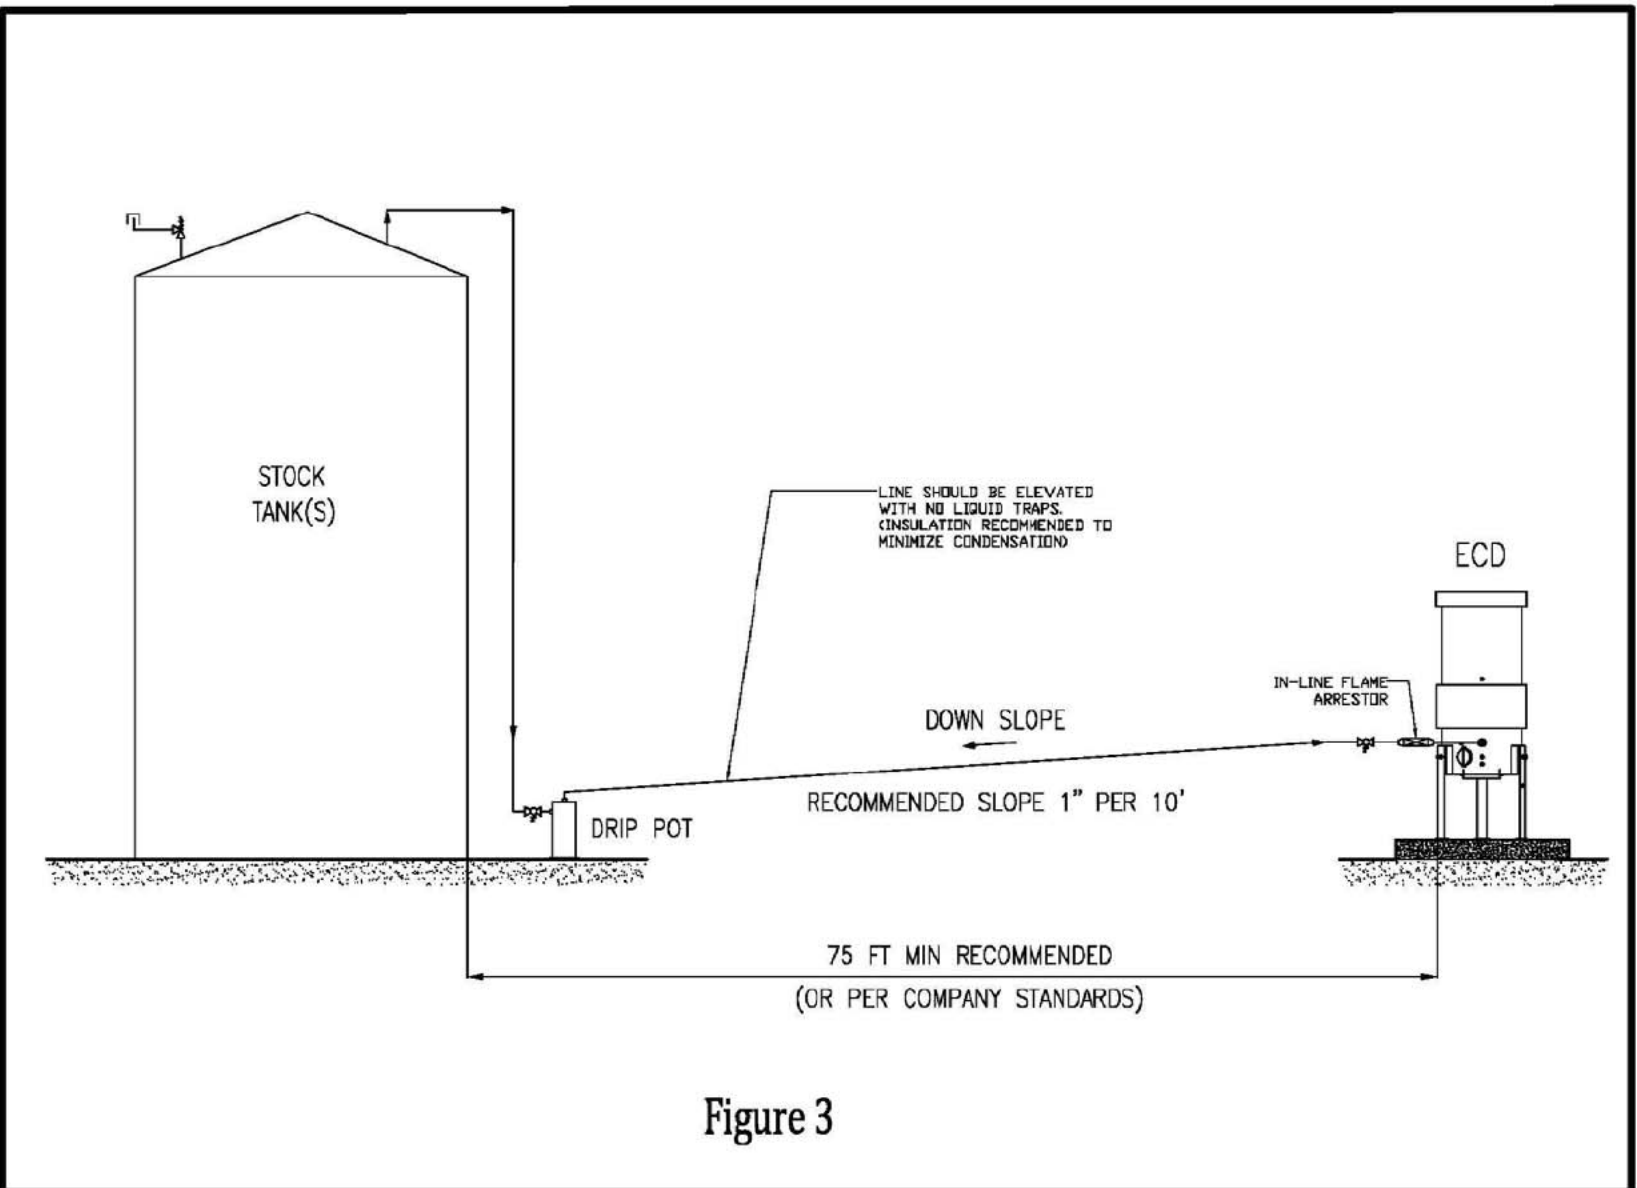 STOCK
TANK(S)
LINE SHOULD BE ELEVATED
WITH NO LIQUID TRAPS.
(INSULATION RECOMMENDED TO
MINIMIZE CONDENSATION)
ECD
IN-LINE FLAME
ARRESTOR
DOWN SLOPE
RECOMMENDED SLOPE 1" PER 10'
DRIP POT
75 FT MIN RECOMMENDED
(OR PER COMPANY STANDARDS)
Figure 3